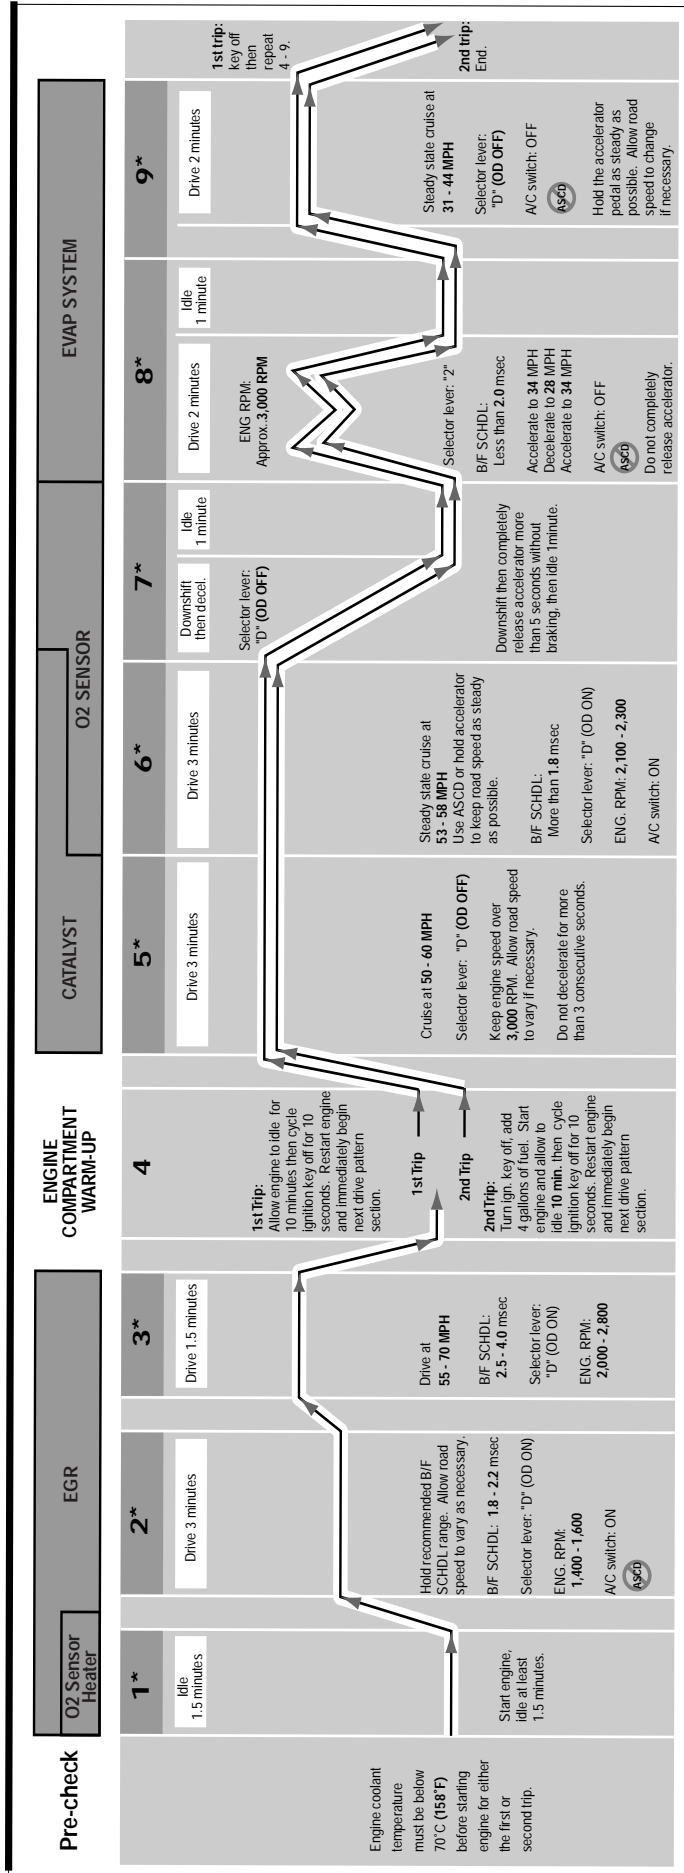 Pre-check
Engine coolant
temperature
must be below
70˚C (158˚F)
before starting
engine for either
the first or
second trip.
EGR
O2 Sensor
Heater
1*
Idle
1.5 minutes
Start engine,
idle at least
1.5 minutes.
2*
Drive 3 minutes
Hold recommended B/F
SCHDL range. Allow road
speed to vary as necessary.
B/F SCHDL: 1.8 - 2.2 msec
Selector lever: "D" (OD ON)
ENG. RPM:
1,400 - 1,600
A/C switch: ON
ASCD
3*
Drive 1.5 minutes
Drive at
55 - 70 MPH
B/F SCHDL:
2.5 - 4.0 msec
Selector lever:
"D" (OD ON)
ENG. RPM:
2,000 - 2,800
ENGINE
COMPARTMENT
WARM-UP
4
1st Trip:
Allow engine to idle for
10 minutes then cycle
ignition key off for 10
seconds. Restart engine
and immediately begin
next drive pattern
section.
1st Trip
2nd Trip
2nd Trip:
Turn ign. key off, add
4 gallons of fuel. Start
engine and allow to
idle 10 min. then cycle
ignition key off for 10
seconds. Restart engine
and immediately begin
next drive pattern
section.
CATALYST
5*
Drive 3 minutes
Cruise at 50 - 60 MPH
Selector lever: "D" (OD OFF)
Keep engine speed over
3,000 RPM. Allow road speed
to vary if necessary.
Do not decelerate for more
than 3 consecutive seconds.
O2 SENSOR
6*
Drive 3 minutes
Steady state cruise at
53 - 58 MPH
Use ASCD or hold accelerator
to keep road speed as steady
as possible.
B/F SCHDL:
More than 1.8 msec
Selector lever: "D" (OD ON)
ENG. RPM: 2,100 - 2,300
A/C switch: ON
7*
Downshift
then decel.
Idle
1 minute
Selector lever:
"D" (OD OFF)
Downshift then completely
release accelerator more
than 5 seconds without
braking, then idle 1minute.
EVAP SYSTEM
8*
Drive 2 minutes
Idle
1 minute
ENG RPM:
Approx. 3,000 RPM
Selector lever: "2"
B/F SCHDL:
Less than 2.0 msec
Accelerate to 34 MPH
Decelerate to 28 MPH
Accelerate to 34 MPH
A/C switch: OFF
ASCD
Do not completely
release accelerator.
9*
Drive 2 minutes
Steady state cruise at
31 - 44 MPH
Selector lever:
"D" (OD OFF)
A/C switch: OFF
ASCD
Hold the accelerator
pedal as steady as
possible. Allow road
speed to change
if necessary.
1st trip:
key off
then
repeat
4 - 9.
2nd trip:
End.